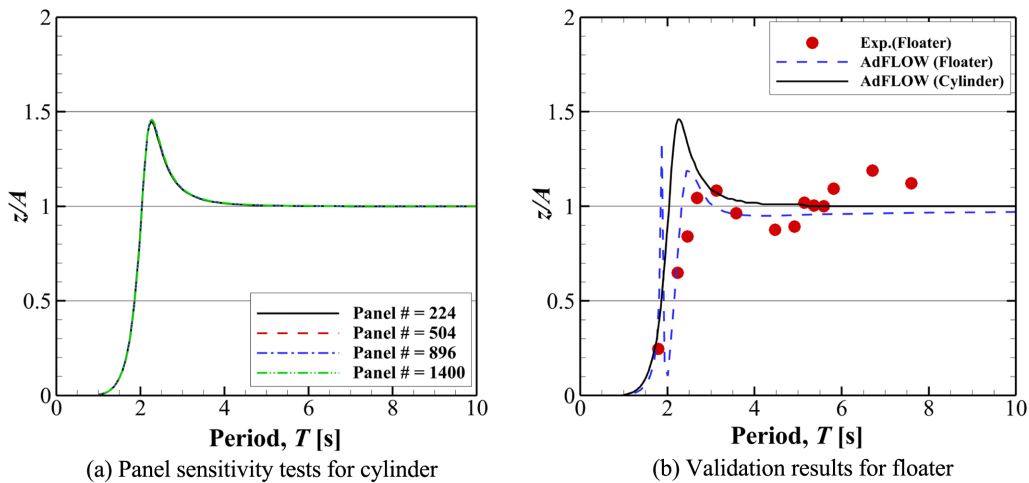 2
1.5
1
0.5
0
z/A
0 2 4 6 8 10
Period, T [s]
Panel # = 224
Panel # = 504
Panel # = 896
Panel # = 1400
(a) Panel sensitivity tests for cylinder
2
1.5
1
0.5
0
z/A
0 2 4 6 8 10
Period, T [s]
Exp.(Floater)
AdFLOW (Floater)
AdFLOW (Cylinder)
(b) Validation results for floater